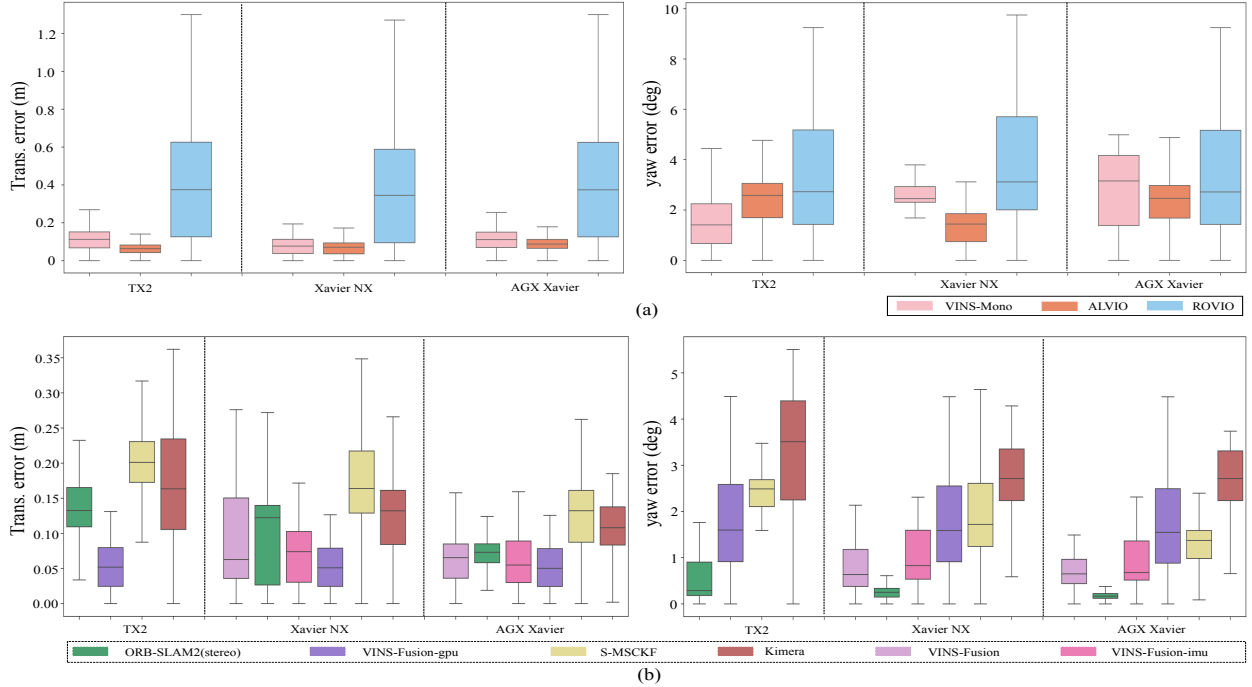 Trans. error (m)
1.2
1.0
0.8
0.6
0.4
0.2
0
TX2
Xavier NX
AGX Xavier
yaw error (deg)
10
8
6
4
2
0
TX2
Xavier NX
AGX Xavier
(a)
VINS-Mono
ALVIO
ROVIO
Trans. error (m)
0.35
0.30
0.25
0.20
0.15
0.10
0.05
0.00
TX2
Xavier NX
AGX Xavier
yaw error (deg)
5
4
3
2
1
0
TX2
Xavier NX
AGX Xavier
ORB-SLAM2(stereo)
VINS-Fusion-gpu
S-MSCKF
Kimera
VINS-Fusion
VINS-Fusion-imu
(b)